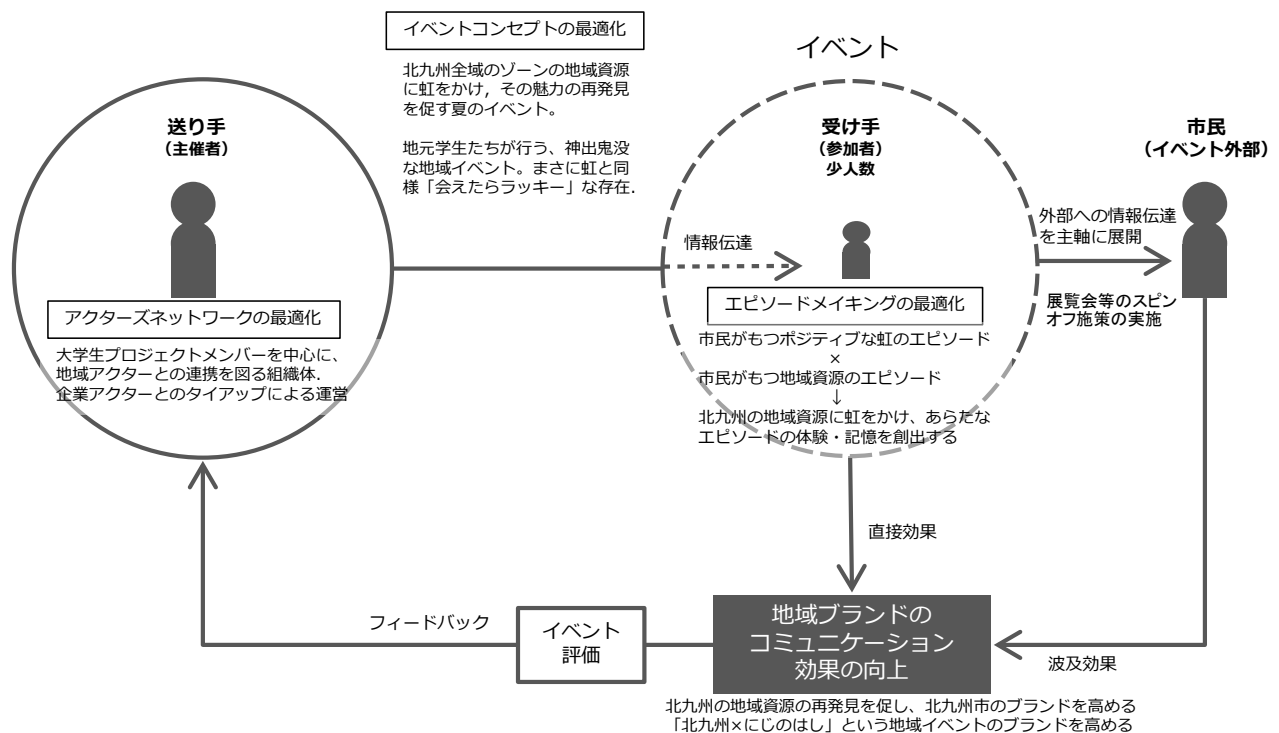 イベントコンセプトの最適化
北九州全域のゾーンの地域資源
に虹をかけ，その魅力の再発見
を促す夏のイベント。
地元学生たちが行う、神出鬼没
な地域イベント。まさに虹と同
様「会えたらラッキー」な存在.
イベント
送り手
（主催者）
アクターズネットワークの最適化
大学生プロジェクトメンバーを中心に、
地域アクターとの連携を図る組織体.
企業アクターとのタイアップによる運営
情報伝達
受け手
（参加者）
少人数
エピソードメイキングの最適化
市民がもつポジティブな虹のエピソード
×
市民がもつ地域資源のエピソード
↓
北九州の地域資源に虹をかけ、あらたな
エピソードの体験・記憶を創出する
市民
（イベント外部）
外部への情報伝達
を主軸に展開
展覧会等のスピン
オフ施策の実施
直接効果
フィードバック
イベント
評価
地域ブランドの
コミュニケーション
効果の向上
波及効果
北九州の地域資源の再発見を促し、北九州市のブランドを高める
「北九州×にじのはし」という地域イベントのブランドを高める